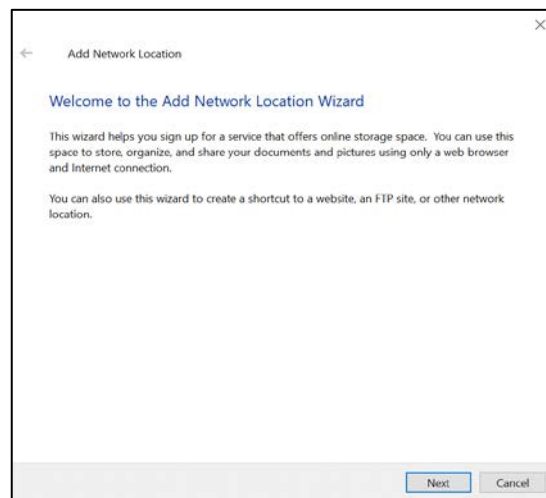 Add Network Location
Welcome to the Add Network Location Wizard
This wizard helps you sign up for a service that offers online storage space. You can use this
space to store, organize, and share your documents and pictures using only a web browser
and Internet connection.
You can also use this wizard to create a shortcut to a website, an FTP site, or other network
location.
Next
Cancel